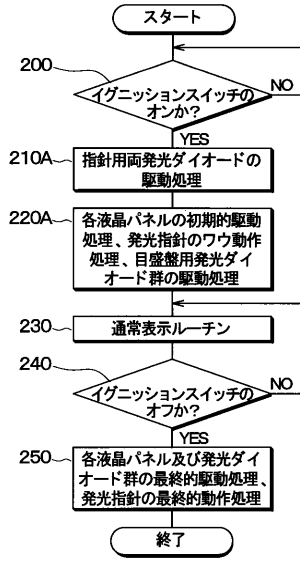 スタート
200
イグニッションスイッチの
オンか?
NO
YES
210A
指針用両発光ダイオードの
駆動処理
220A
各液晶パネルの初期的駆動
処理、発光指針のワウ動作
処理、目盛盤用発光ダイ
オード群の駆動処理
230
通常表示ルーチン
240
イグニッションスイッチの
オフか?
NO
YES
250
各液晶パネル及び発光ダイ
オード群の最終的駆動処理、
発光指針の最終的動作処理
終了